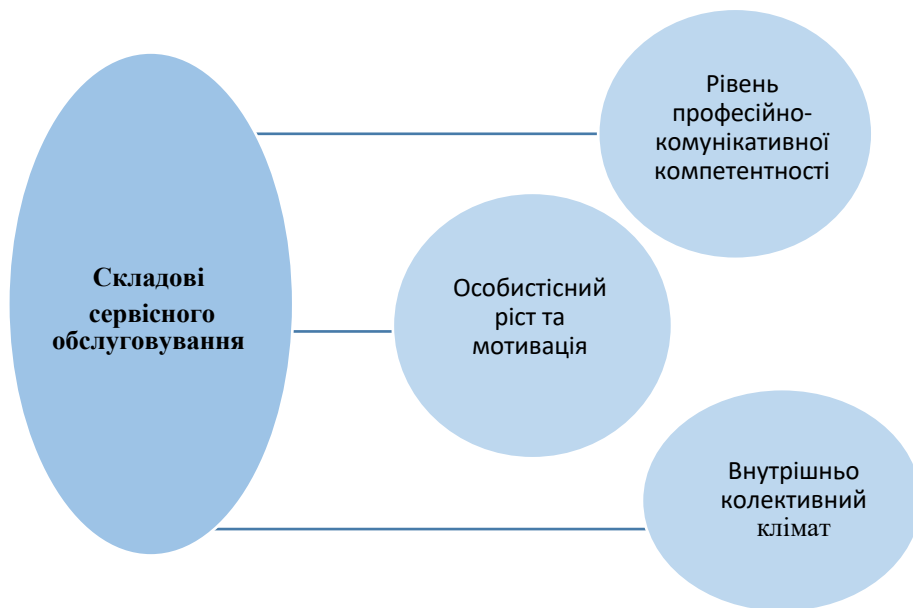 Складові
сервісного
обслуговування
Рівень
професійно-
комунікативної
компетентності
Особистісний
ріст та
мотивація
Внутрішньо
колективний
клімат